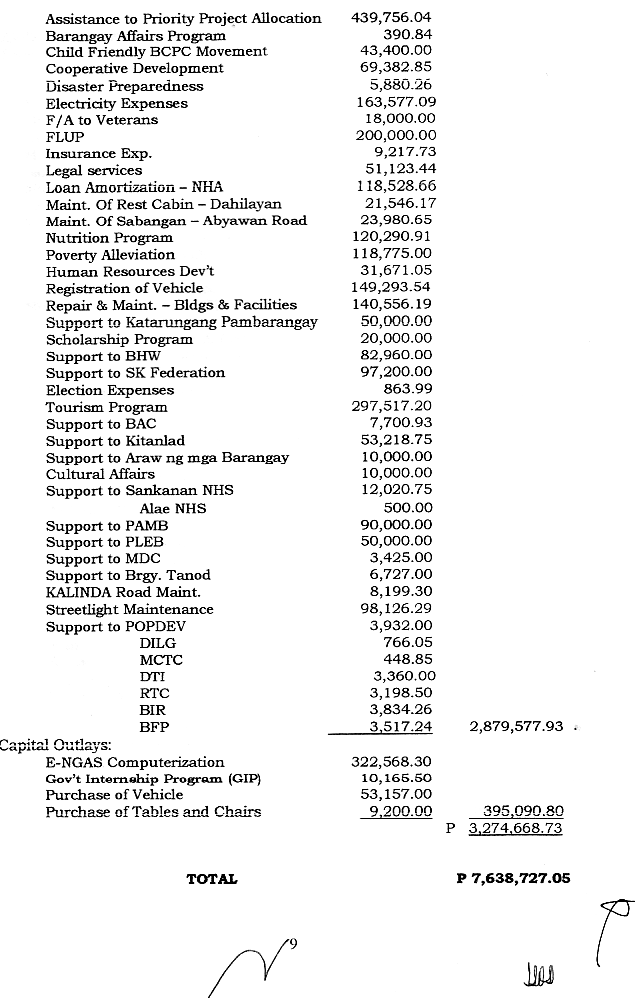 Assistance to Priority Project Allocation 439,756.04
Barangay Affairs Program 390.84
Child Friendly BCPC Movement 43,400.00
Cooperative Development 69,382.85
Disaster Preparedness 5,880.26
Electricity Expenses 163,577.09
F/A to Veterans 18,000.00
FLUP 200,000.00
Insurance Exp. 9,217.73
Legal services 51,123.44
Loan Amortization – NHA 118,528.66
Maint. Of Rest Cabin – Dahilayan 21,546.17
Maint. Of Sabangan – Abyawan Road 23,980.65
Nutrition Program 120,290.91
Poverty Alleviation 118,775.00
Human Resources Dev't 31,671.05
Registration of Vehicle 149,293.54
Repair & Maint. – Bldgs & Facilities 140,556.19
Support to Katarungang Pambarangay 50,000.00
Scholarship Program 20,000.00
Support to BHW 82,960.00
Support to SK Federation 97,200.00
Election Expenses 863.99
Tourism Program 297,517.20
Support to BAC 7,700.93
Support to Kitanlad 53,218.75
Support to Araw ng mga Barangay 10,000.00
Cultural Affairs 10,000.00
Support to Sankanan NHS 12,020.75
Alae NHS 500.00
Support to PAMB 90,000.00
Support to PLEB 50,000.00
Support to MDC 3,425.00
Support to Brgy. Tanod 6,727.00
KALINDA Road Maint. 8,199.30
Streetlight Maintenance 98,126.29
Support to POPDEV 3,932.00
DILG 766.05
MCTC 448.85
DTI 3,360.00
RTC 3,198.50
BIR 3,834.26
BFP 3,517.24 2,879,577.93
Capital Outlays:
E-NGAS Computerization 322,568.30
Gov't Internship Program (GIP) 10,165.50
Purchase of Vehicle 53,157.00
Purchase of Tables and Chairs 9,200.00 395,090.80
P 3,274,668.73
TOTAL P 7,638,727.05
9